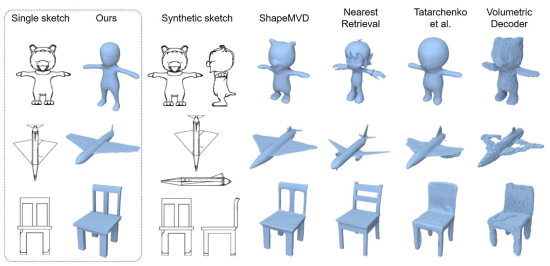 Single sketch
Ours
Synthetic sketch
ShapeMVD
Nearest
Retrieval
Tatarchenko
et al.
Volumetric
Decoder